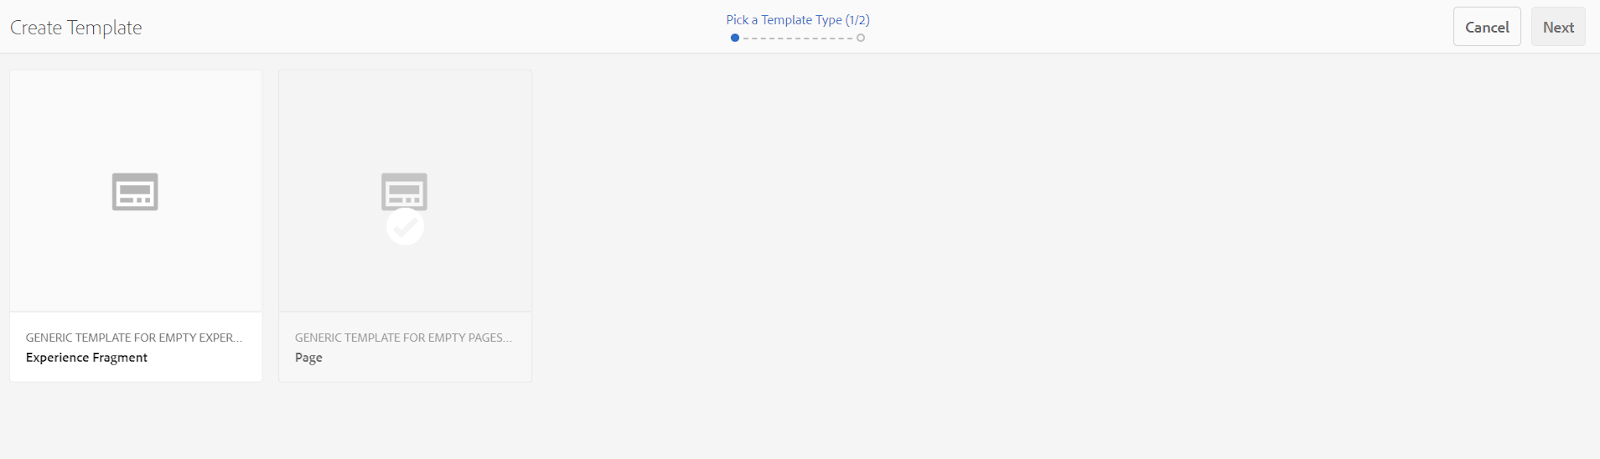 Create Template
Pick a Template Type (1/2)
Cancel
Next
GENERIC TEMPLATE FOR EMPTY EXPER...
Experience Fragment
GENERIC TEMPLATE FOR EMPTY PAGES...
Page